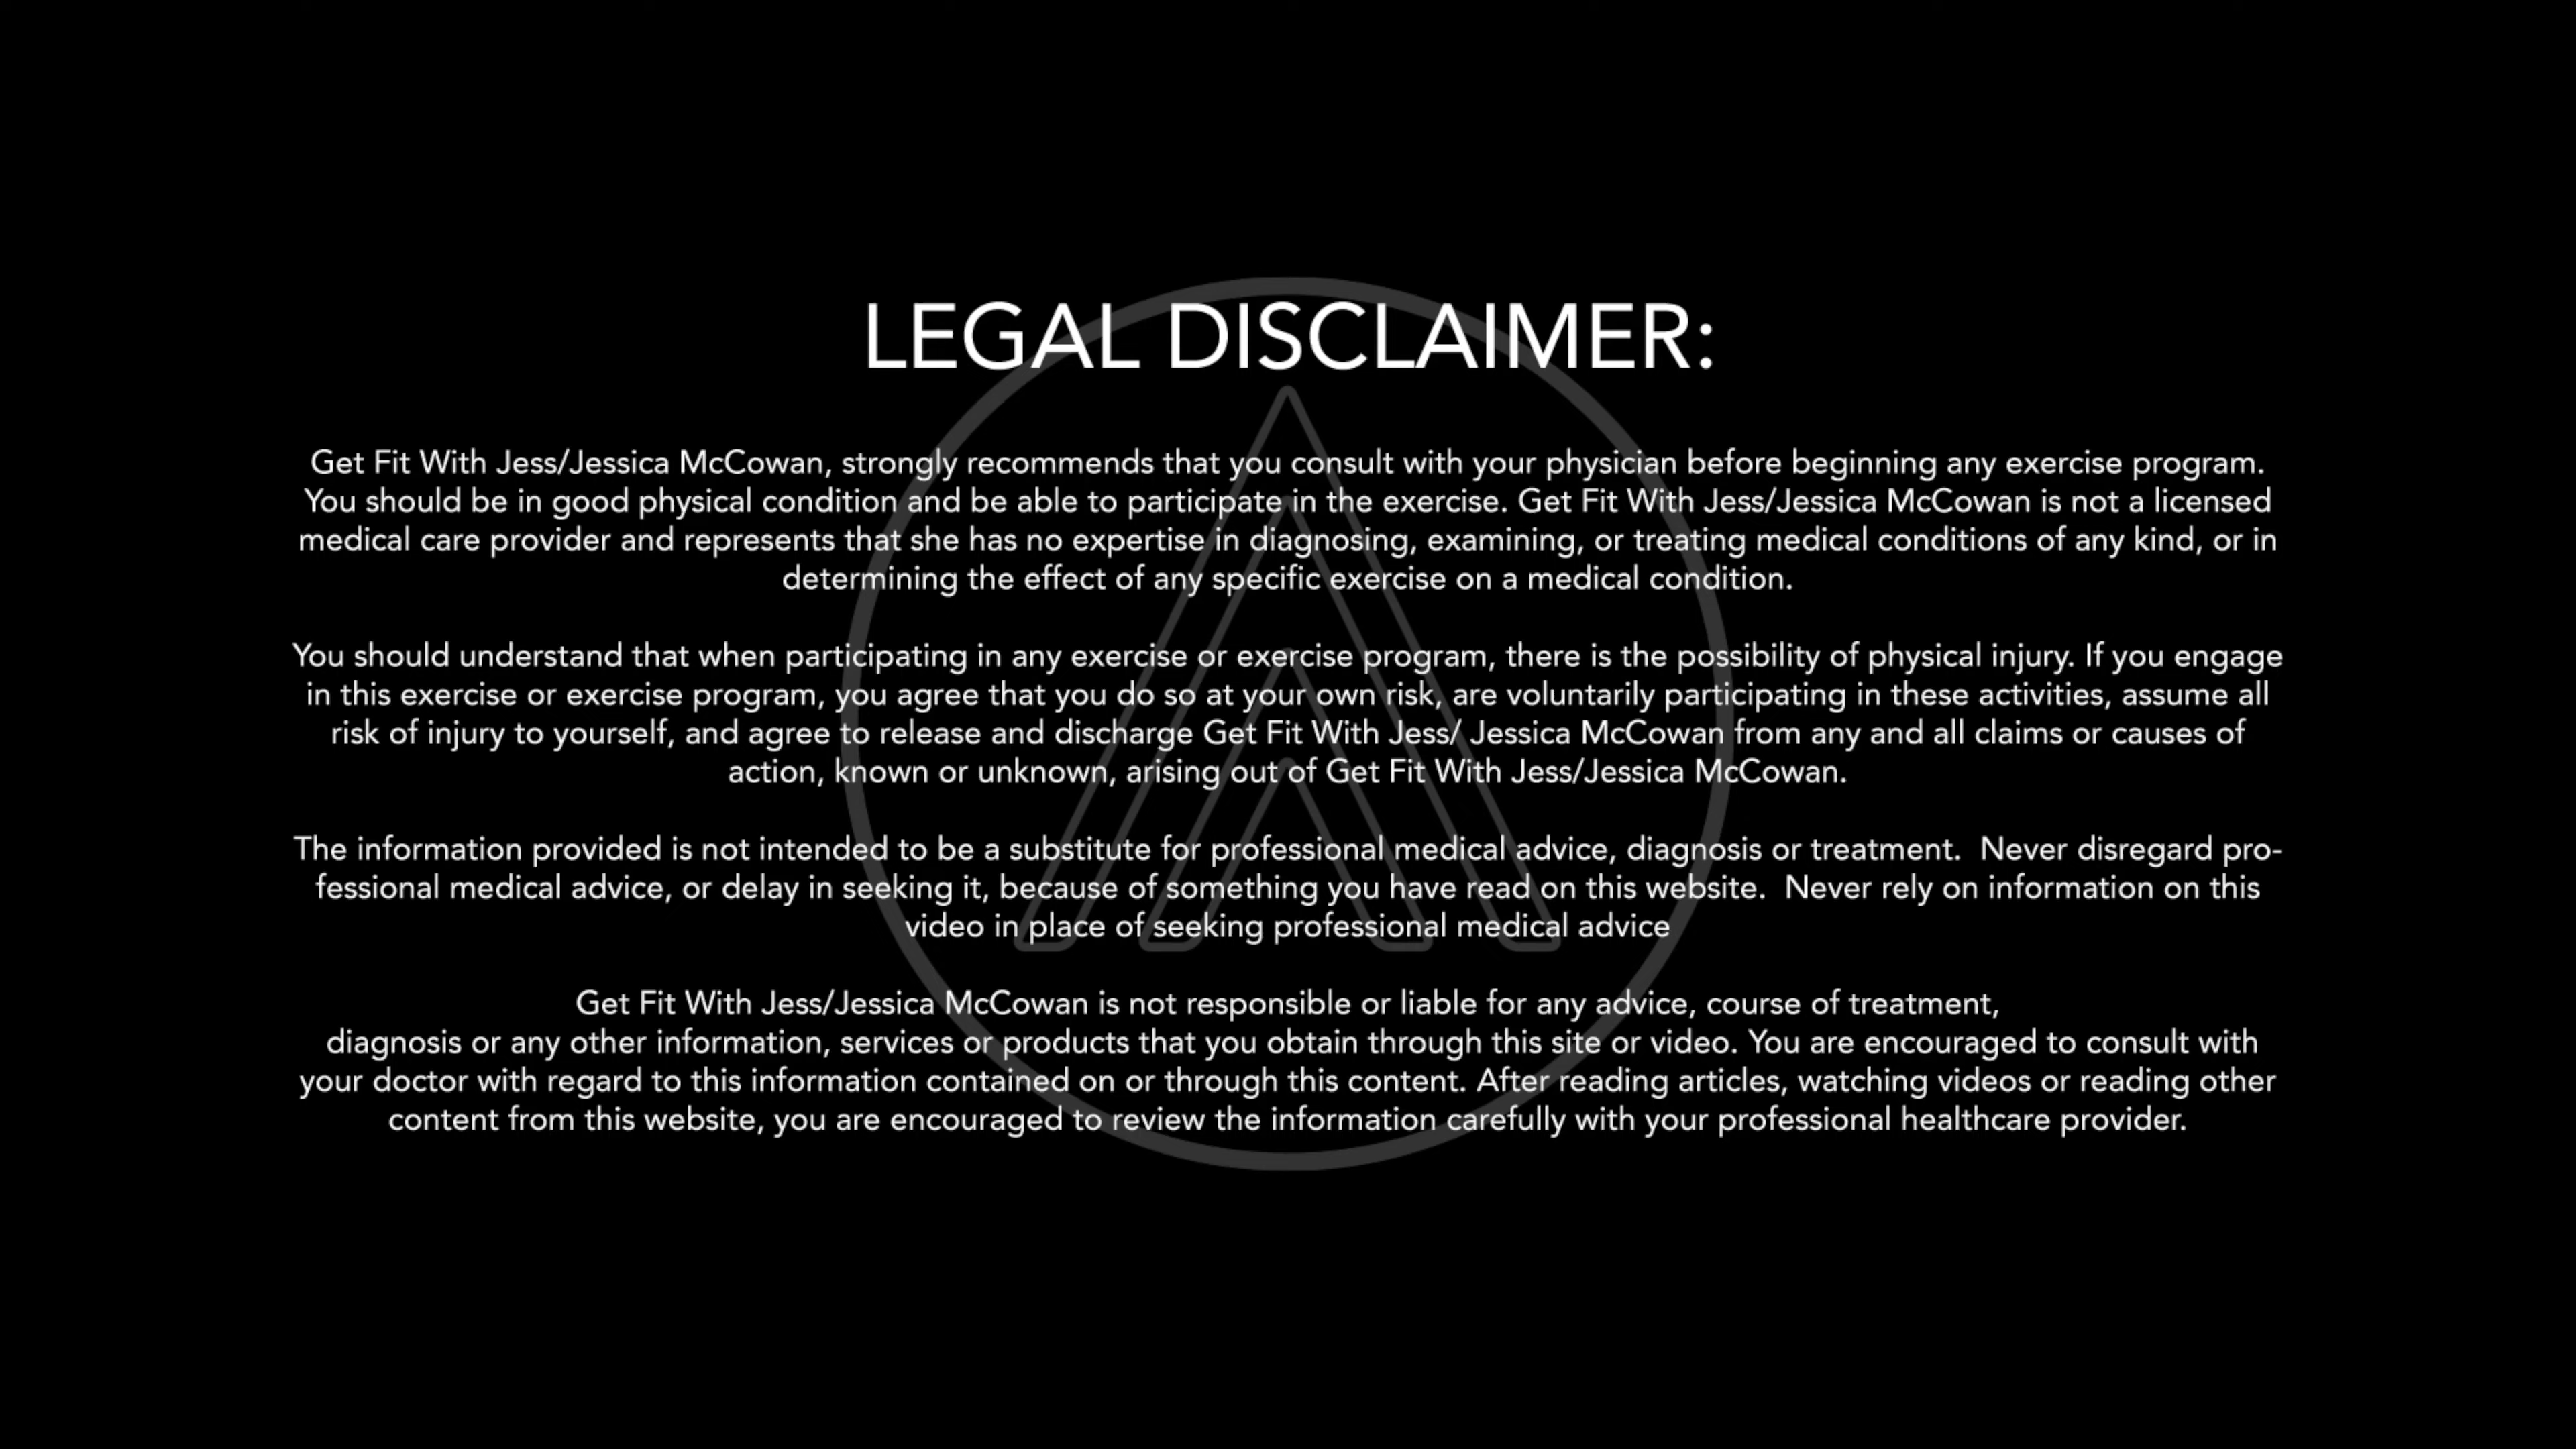 LEGAL DISCLAIMER:
Get Fit With Jess/Jessica McCowan, strongly recommends that you consult with your physician before beginning any exercise program.
You should be in good physical condition and be able to participate in the exercise. Get Fit With Jess/Jessica McCowan is not a licensed
medical care provider and represents that she has no expertise in diagnosing, examining, or treating medical conditions of any kind, or in
determining the effect of any specific exercise on a medical condition.
You should understand that when participating in any exercise or exercise program, there is the possibility of physical injury. If you engage
in this exercise or exercise program, you agree that you do so at your own risk, are voluntarily participating in these activities, assume all
risk of injury to yourself, and agree to release and discharge Get Fit With Jess/ Jessica McCowan from any and all claims or causes of
action, known or unknown, arising out of Get Fit With Jess/Jessica McCowan.
The information provided is not intended to be a substitute for professional medical advice, diagnosis or treatment.  Never disregard pro-
fessional medical advice, or delay in seeking it, because of something you have read on this website.  Never rely on information on this
video in place of seeking professional medical advice
Get Fit With Jess/Jessica McCowan is not responsible or liable for any advice, course of treatment,
diagnosis or any other information, services or products that you obtain through this site or video. You are encouraged to consult with
your doctor with regard to this information contained on or through this content. After reading articles, watching videos or reading other
content from this website, you are encouraged to review the information carefully with your professional healthcare provider.